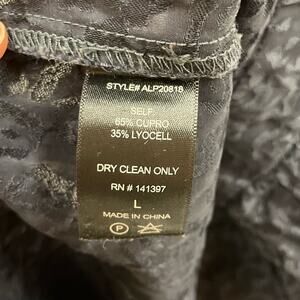 STYLE# ALP20818
SELF
65% CUPRO
35% LYOCELL
DRY CLEAN ONLY
RN # 141397
L
MADE IN CHINA
P